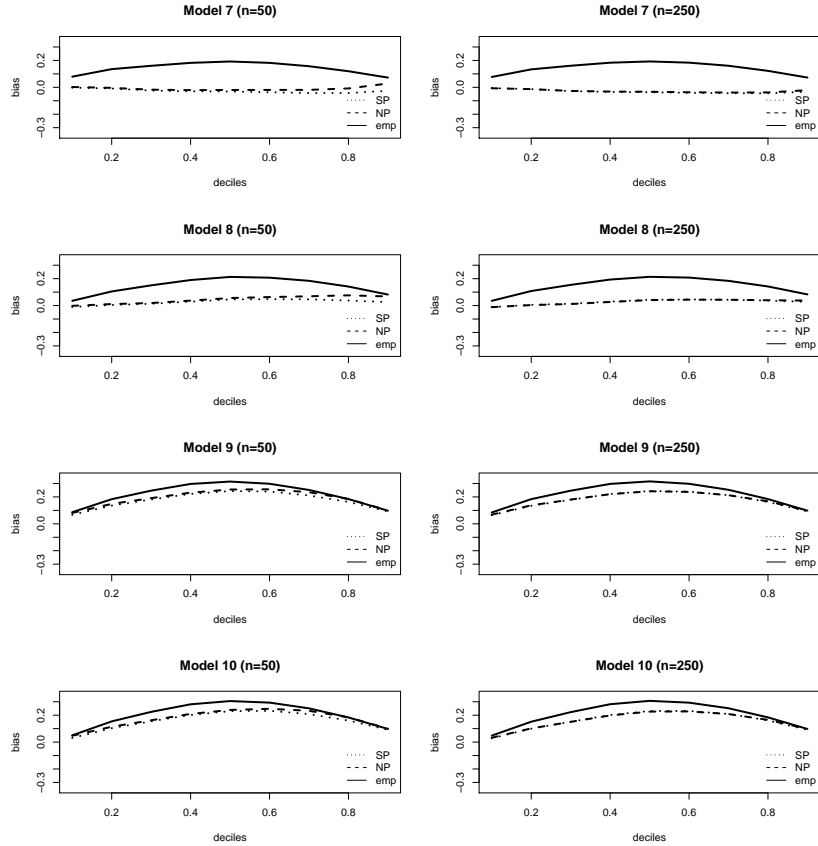 Model 7 (n=50)
bias
−0.3 0.0 0.2
SP
NP
emp
0.2 0.4 0.6 0.8
deciles
Model 7 (n=250)
bias
−0.3 0.0 0.2
SP
NP
emp
0.2 0.4 0.6 0.8
deciles
Model 8 (n=50)
bias
−0.3 0.0 0.2
SP
NP
emp
0.2 0.4 0.6 0.8
deciles
Model 8 (n=250)
bias
−0.3 0.0 0.2
SP
NP
emp
0.2 0.4 0.6 0.8
deciles
Model 9 (n=50)
bias
−0.3 0.0 0.2
SP
NP
emp
0.2 0.4 0.6 0.8
deciles
Model 9 (n=250)
bias
−0.3 0.0 0.2
SP
NP
emp
0.2 0.4 0.6 0.8
deciles
Model 10 (n=50)
bias
−0.3 0.0 0.2
SP
NP
emp
0.2 0.4 0.6 0.8
deciles
Model 10 (n=250)
bias
−0.3 0.0 0.2
SP
NP
emp
0.2 0.4 0.6 0.8
deciles